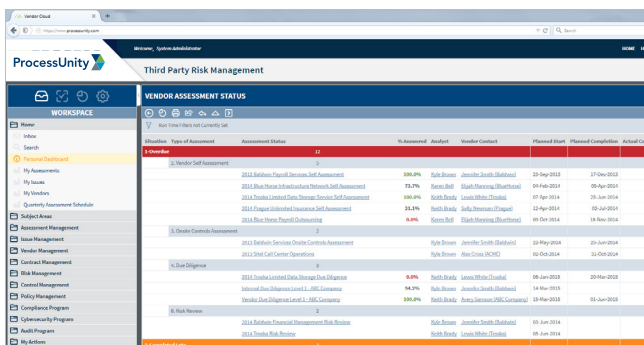 Vendor Cloud
https://www.processunity.com
Search
Welcome, System Administrator
HOME
ProcessUnity
Third Party Risk Management
WORKSPACE
VENDOR ASSESSMENT STATUS
Run Time Filters Not Currently Set
Home
Inbox
Search
Personal Dashboard
My Assessments
My Issues
My Vendors
Quarterly Assessment Schedule
Subject Areas
Assessment Management
Issue Management
Vendor Management
Contract Management
Risk Management
Control Management
Policy Management
Compliance Program
Cybersecurity Program
Audit Program
My Actions
Situation Type of Assessment Assessment Status % Answered Analyst Vendor Contact Planned Start Planned Completion Actual Co
1-Overdue 12
2. Vendor Self Assessment 5
2013 Baldwin Payroll Services Self Assessment 100.0% Kyle Brown Jennifer Smith (Baldwin) 23-Sep-2013 17-Dec-2013
2014 Blue Horse Infrastructure Network Self Assessment 73.7% Karen Bell Elijah Manning (BlueHorse) 04-Feb-2014 09-Apr-2014
2014 Troska Limited Data Storage Service Self Assessment 100.0% Keith Brady Lewis White (Troska) 07-Apr-2014 25-Jun-2014
2014 Prague Unlimited Insurance Self Assessment 21.1% Keith Brady Sally Newman (Prague) 12-Apr-2014 02-Jul-2014
2014 Blue Horse Payroll Outsourcing 0.0% Karen Bell Elijah Manning (BlueHorse) 05-Oct-2014 18-Nov-2014
3. Onsite Controls Assessment 2
2013 Baldwin Services Onsite Controls Assessment Kyle Brown Jennifer Smith (Baldwin) 22-May-2014 25-Jun-2014
2013 Sitel Call Center Operations Kyle Brown Alex Cross (ACME) 02-Oct-2014 31-Oct-2014
4. Due Diligence
2014 Troska Limited Data Storage Due Diligence 0.0% Keith Brady Lewis White (Troska) 06-Jan-2015 20-Mar-2015
Internal Due Diligence Level 1 - ABC Company 94.3% Kyle Brown Jennifer Smith (Baldwin) 14-Mar-2015
Vendor Due Diligence Level 1 - ABC Company 100.0% Keith Brady Avery Samson (ABC Company) 15-Mar-2015 01-Jun-2015
8. Risk Review 2
2014 Baldwin Financial Management Risk Review Kyle Brown Jennifer Smith (Baldwin) 03-Jun-2014
2014 Troska Risk Review Keith Brady Lewis White (Troska) 05-Jun-2014